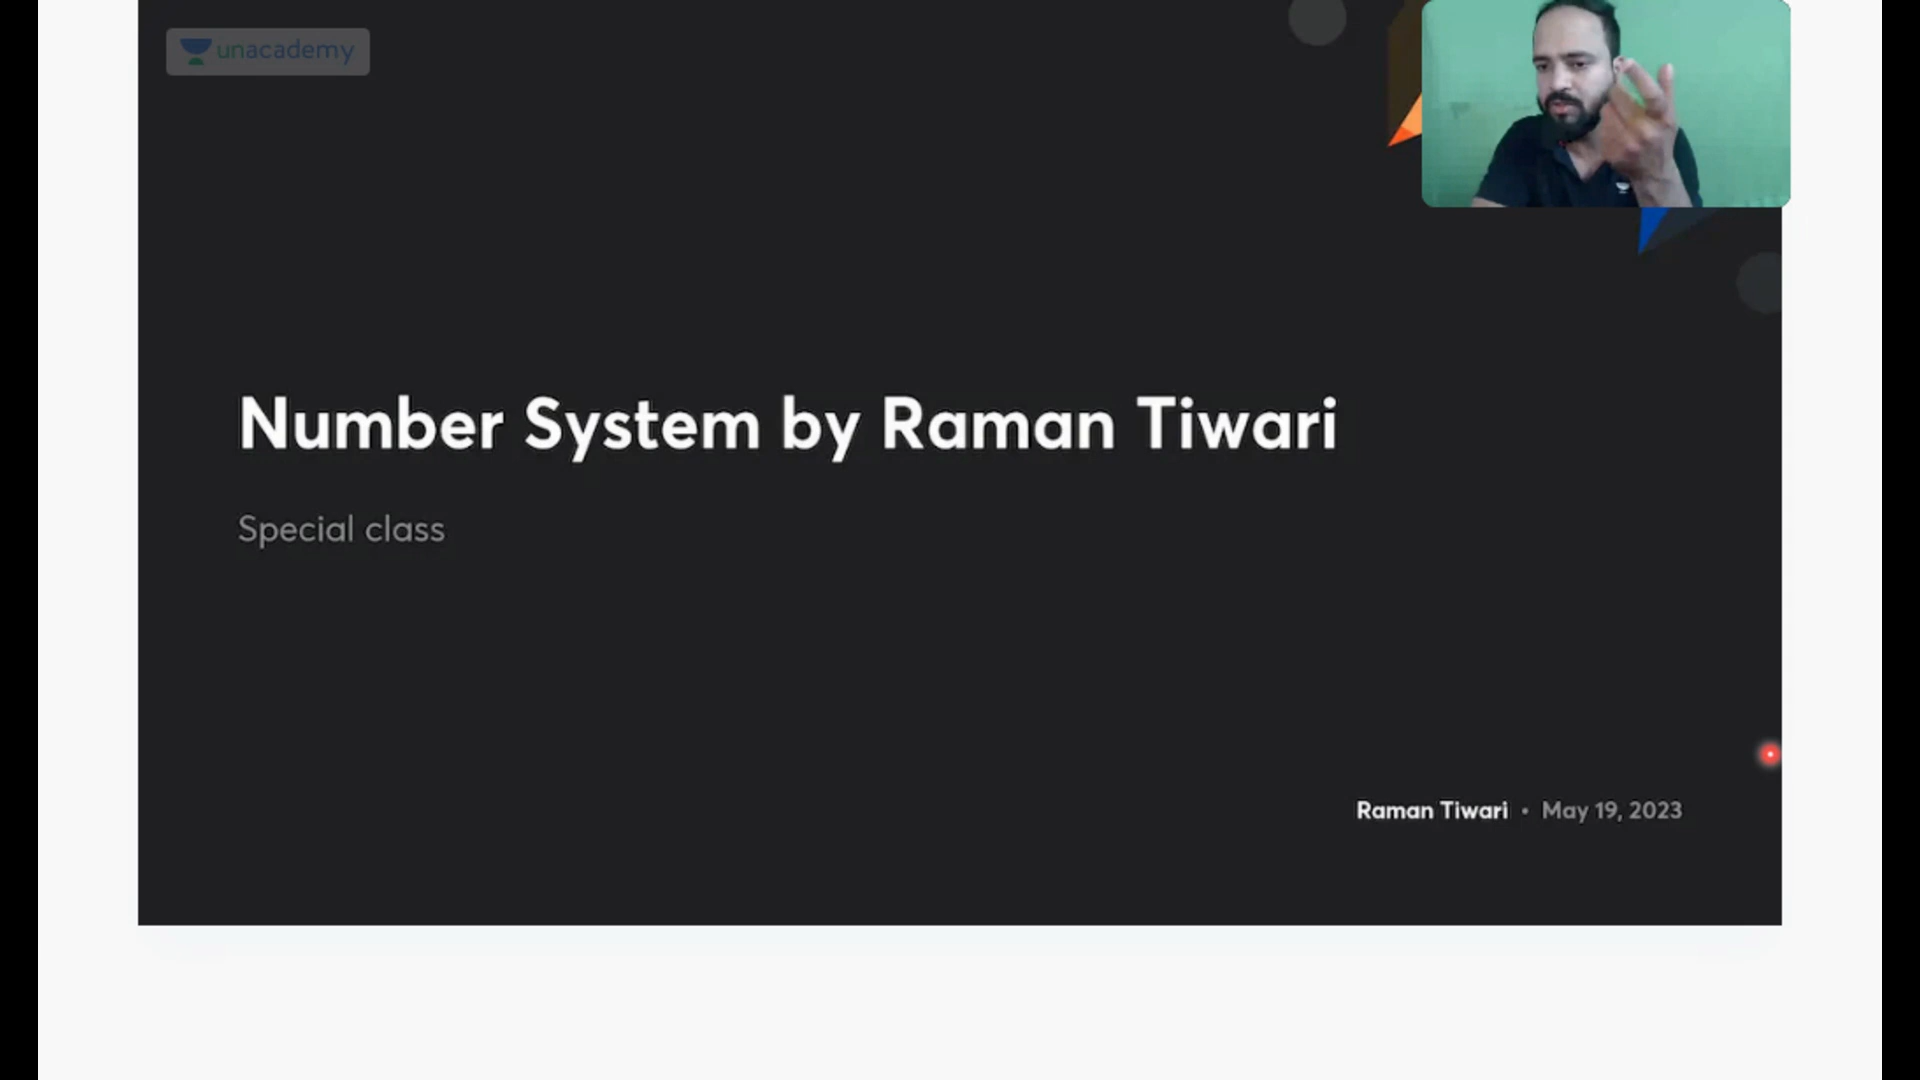 unacademy
Number System by Raman Tiwari
Special class
Raman Tiwari • May 19, 2023